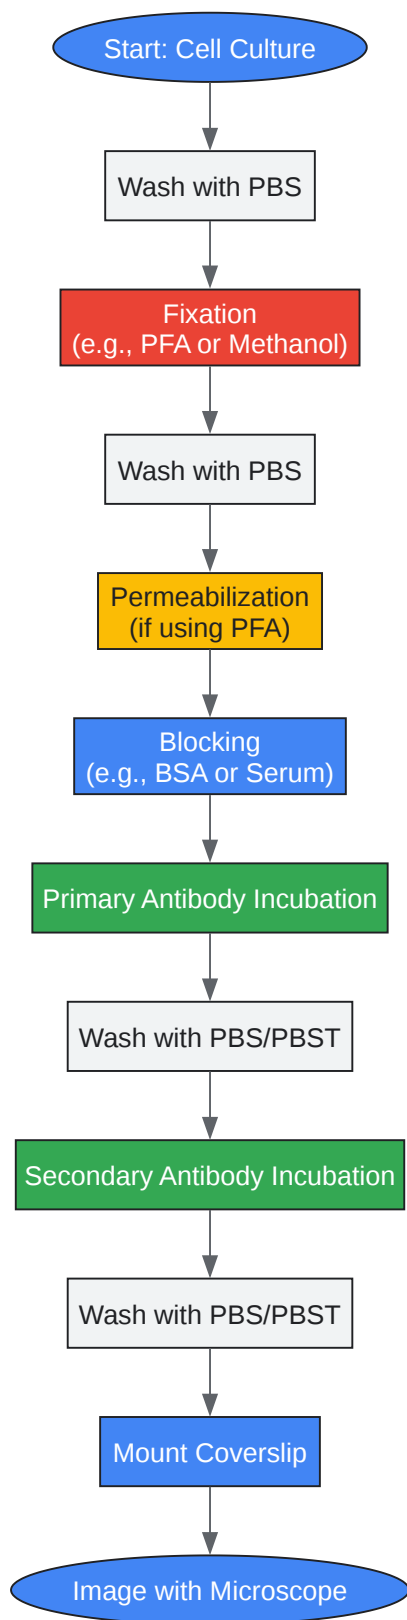 Start: Cell Culture
Wash with PBS
Fixation
(e.g., PFA or Methanol)
Wash with PBS
Permeabilization
(if using PFA)
Blocking
(e.g., BSA or Serum)
Primary Antibody Incubation
Wash with PBS/PBST
Secondary Antibody Incubation
Wash with PBS/PBST
Mount Coverslip
Image with Microscope